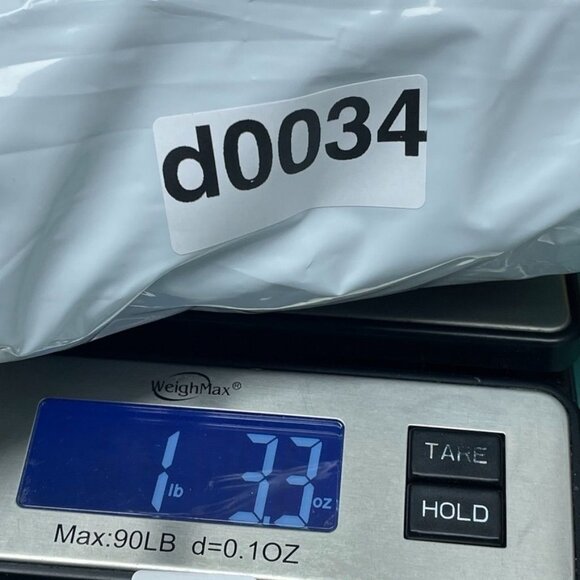 d0034
WeighMax®
1 lb 3.3 oz
TARE
HOLD
Max:90LB d=0.1OZ